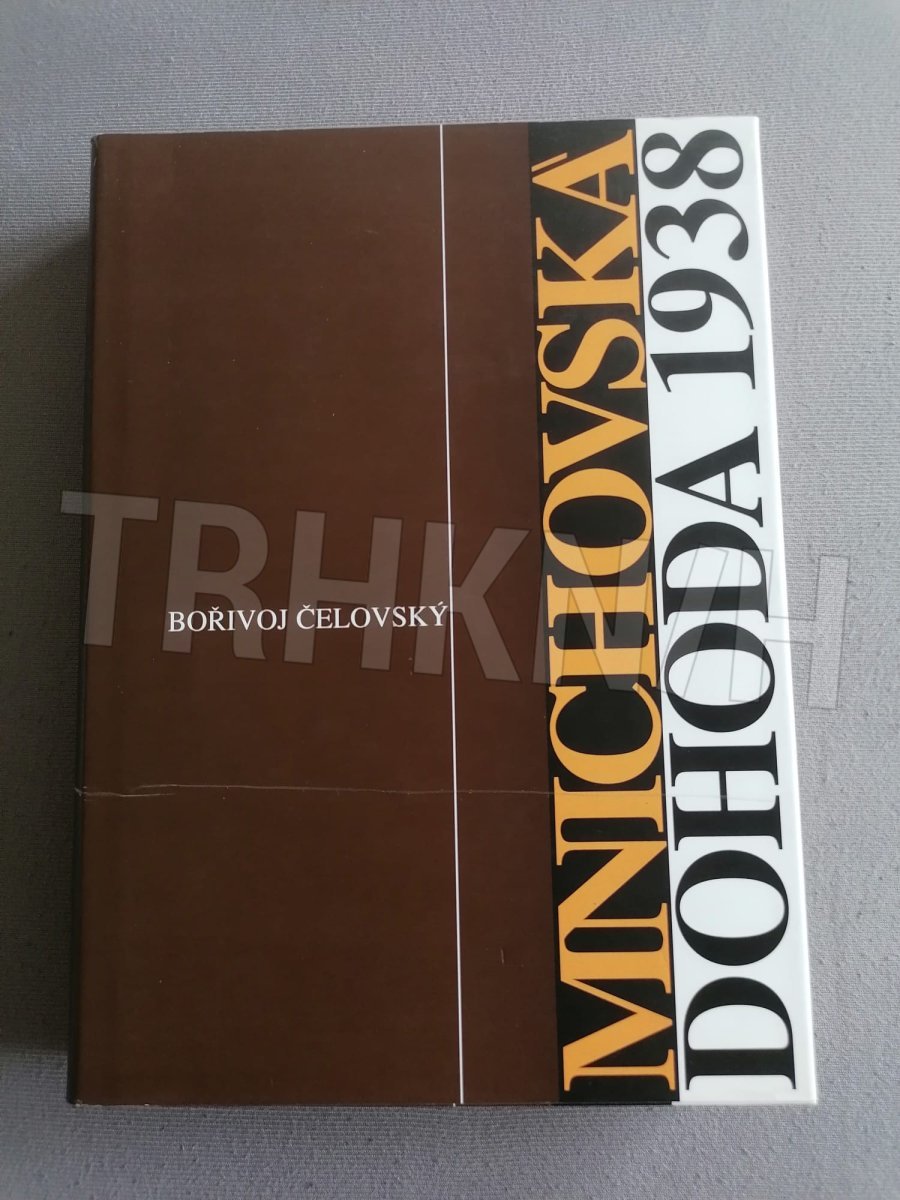 BOŘIVOJ ČELOVSKÝ
MNICHOVSKÁ
DOHODA 1938
TRHKNIH